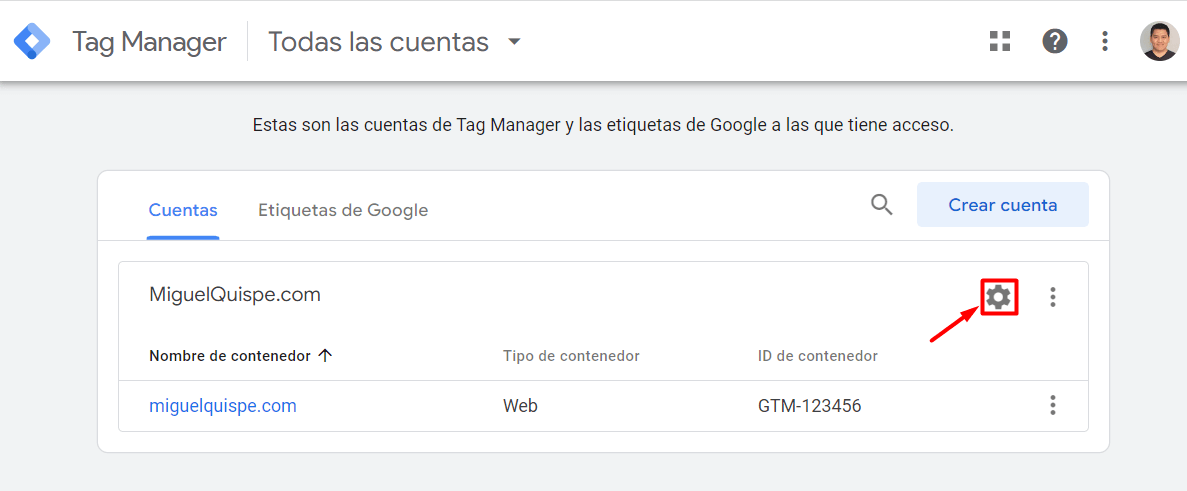 Tag Manager Todas las cuentas
Estas son las cuentas de Tag Manager y las etiquetas de Google a las que tiene acceso.
Cuentas Etiquetas de Google Crear cuenta
MiguelQuispe.com
Nombre de contenedor Tipo de contenedor ID de contenedor
miguelquispe.com Web GTM-123456